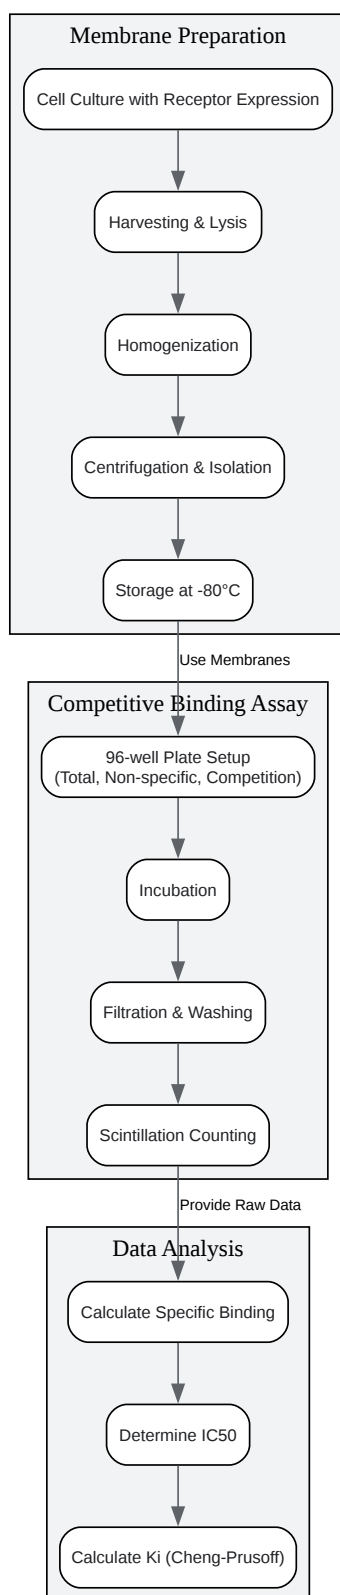 Membrane Preparation
Cell Culture with Receptor Expression
Harvesting & Lysis
Homogenization
Centrifugation & Isolation
Storage at -80°C
Use Membranes
Competitive Binding Assay
96-well Plate Setup
(Total, Non-specific, Competition)
Incubation
Filtration & Washing
Scintillation Counting
Provide Raw Data
Data Analysis
Calculate Specific Binding
Determine IC50
Calculate Ki (Cheng-Prusoff)